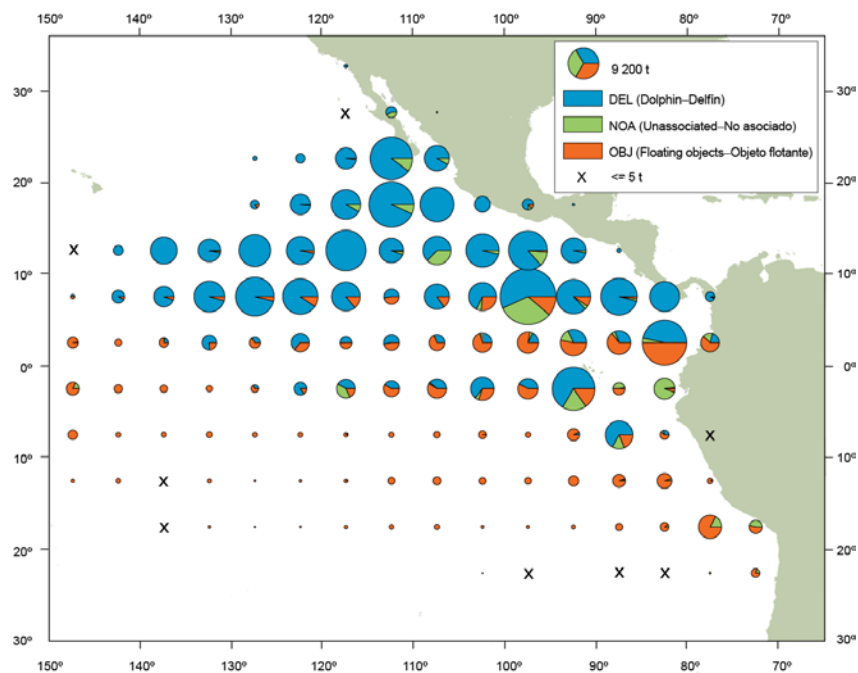 150º 140º 130º 120º 110º 100º 90º 80º 70º
9 200 t
DEL (Dolphin–Delfín)
NOA (Unassociated–No asociado)
OBJ (Floating objects–Objeto flotante)
X <= 5 t
30º X 30º
20º 20º
X
10º 10º
0º 0º
X
10º 10º
X
X
20º 20º
X X X
30º 30º
150º 140º 130º 120º 110º 100º 90º 80º 70º